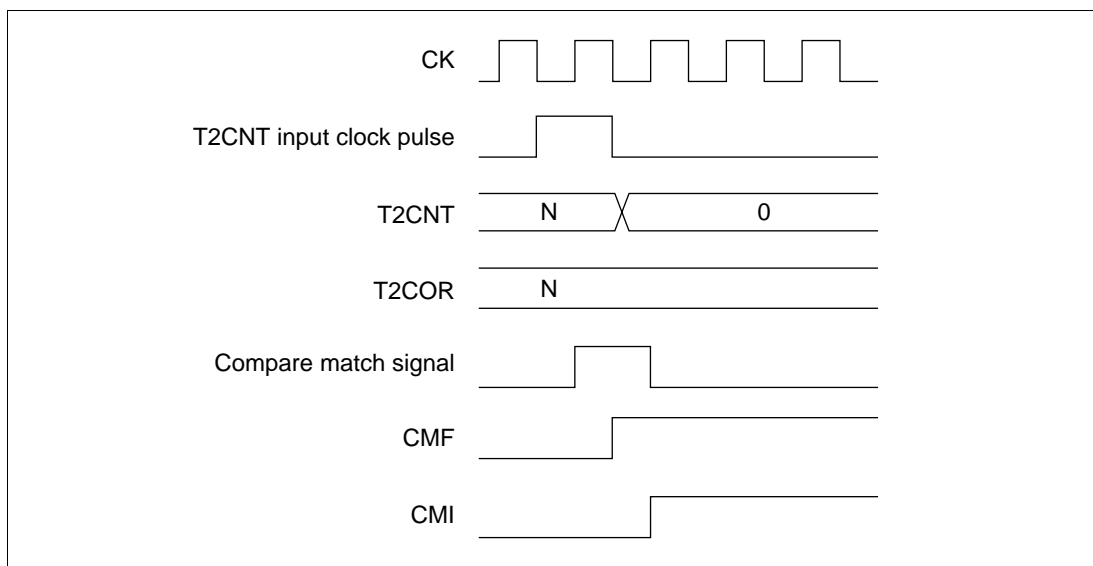 CK
T2CNT input clock pulse
T2CNT N 0
T2COR N
Compare match signal
CMF
CMI